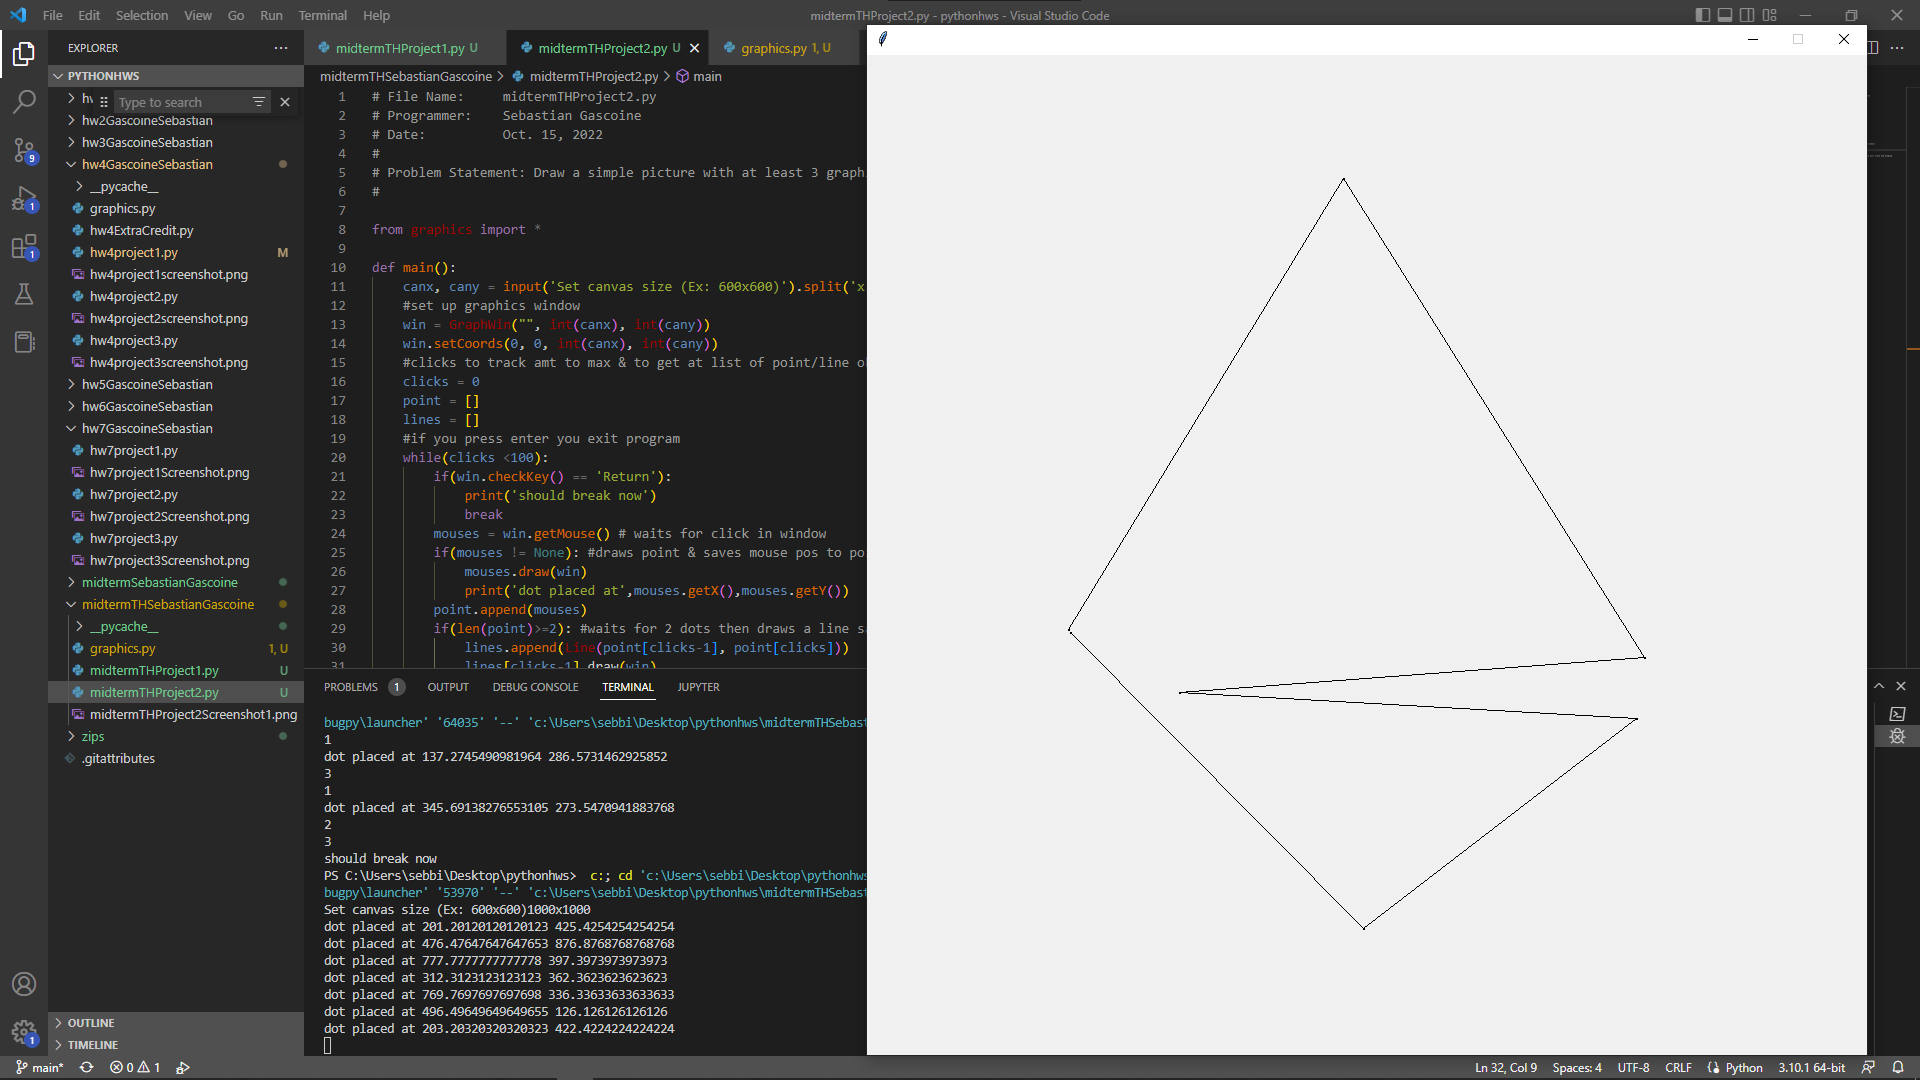 File Edit Selection View Go Run Terminal Help
midtermTHProject2.py - pythonhws - Visual Studio Code
EXPLORER
PYTHONHWS
Type to search
hw2GascoineSebastian
hw3GascoineSebastian
hw4GascoineSebastian
__pycache__
graphics.py
hw4ExtraCredit.py
hw4project1.py M
hw4project1screenshot.png
hw4project2.py
hw4project2screenshot.png
hw4project3.py
hw4project3screenshot.png
hw5GascoineSebastian
hw6GascoineSebastian
hw7GascoineSebastian
hw7project1.py
hw7project1Screenshot.png
hw7project2.py
hw7project2Screenshot.png
hw7project3.py
hw7project3Screenshot.png
midtermSebastianGascoine
midtermTHSebastianGascoine
__pycache__
graphics.py 1, U
midtermTHProject1.py U
midtermTHProject2.py U
midtermTHProject2Screenshot1.png
zips
.gitattributes
OUTLINE
TIMELINE
9
1
1
1
midtermTHProject1.py U midtermTHProject2.py U graphics.py 1, U
midtermTHSebastianGascoine > midtermTHProject2.py > main
1 # File Name: midtermTHProject2.py
2 # Programmer: Sebastian Gascoine
3 # Date: Oct. 15, 2022
4 #
5 # Problem Statement: Draw a simple picture with at least 3 graph
6 #
7
8 from graphics import *
9
10 def main():
11 canx, cany = input('Set canvas size (Ex: 600x600)').split('x
12 #set up graphics window
13 win = GraphWin("", int(canx), int(cany))
14 win.setCoords(0, 0, int(canx), int(cany))
15 #clicks to track amt to max & to get at list of point/line o
16 clicks = 0
17 point = []
18 lines = []
19 #if you press enter you exit program
20 while(clicks <100):
21 if(win.checkKey() == 'Return'):
22 print('should break now')
23 break
24 mouses = win.getMouse() # waits for click in window
25 if(mouses != None): #draws point & saves mouse pos to po
26 mouses.draw(win)
27 print('dot placed at',mouses.getX(),mouses.getY())
28 point.append(mouses)
29 if(len(point)>=2): #waits for 2 dots then draws a line s
30 lines.append(Line(point[clicks-1], point[clicks]))
31 lines[clicks-1].draw(win)
PROBLEMS 1 OUTPUT DEBUG CONSOLE TERMINAL JUPYTER
bugpy\launcher' '64035' '--' 'c:\Users\sebbi\Desktop\pythonhws\midtermTHSebast
1
dot placed at 137.2745490981964 286.5731462925852
3
1
dot placed at 345.69138276553105 273.5470941883768
2
3
should break now
PS C:\Users\sebbi\Desktop\pythonhws> c:; cd 'c:\Users\sebbi\Desktop\pythonhws
bugpy\launcher' '53970' '--' 'c:\Users\sebbi\Desktop\pythonhws\midtermTHSebast
Set canvas size (Ex: 600x600)1000x1000
dot placed at 201.20120120120123 425.4254254254254
dot placed at 476.47647647647653 876.8768768768768
dot placed at 777.7777777777778 397.3973973973973
dot placed at 312.3123123123123 362.3623623623623
dot placed at 769.7697697697698 336.33633633633633
dot placed at 496.49649649649655 126.126126126126
dot placed at 203.20320320320323 422.4224224224224
main* 0 1
Ln 32, Col 9 Spaces: 4 UTF-8 CRLF Python 3.10.1 64-bit